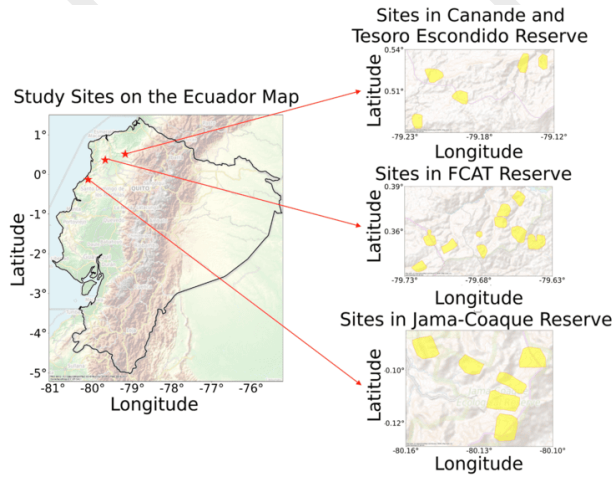 Study Sites on the Ecuador Map
Latitude
1°
0°
-1°
-2°
-3°
-4°
-5°
-81° -80° -79° -78° -77° -76°
Longitude
QUITO
Sites in Canande and
Tesoro Escondido Reserve
Latitude
0.54°
0.51°
-79.23° -79.18° -79.12°
Longitude
Sites in FCAT Reserve
Latitude
0.39°
0.36°
-79.73° -79.68° -79.63°
Longitude
Sites in Jama-Coaque Reserve
Latitude
0.10°
0.12°
-80.16° -80.13° -80.10°
Longitude